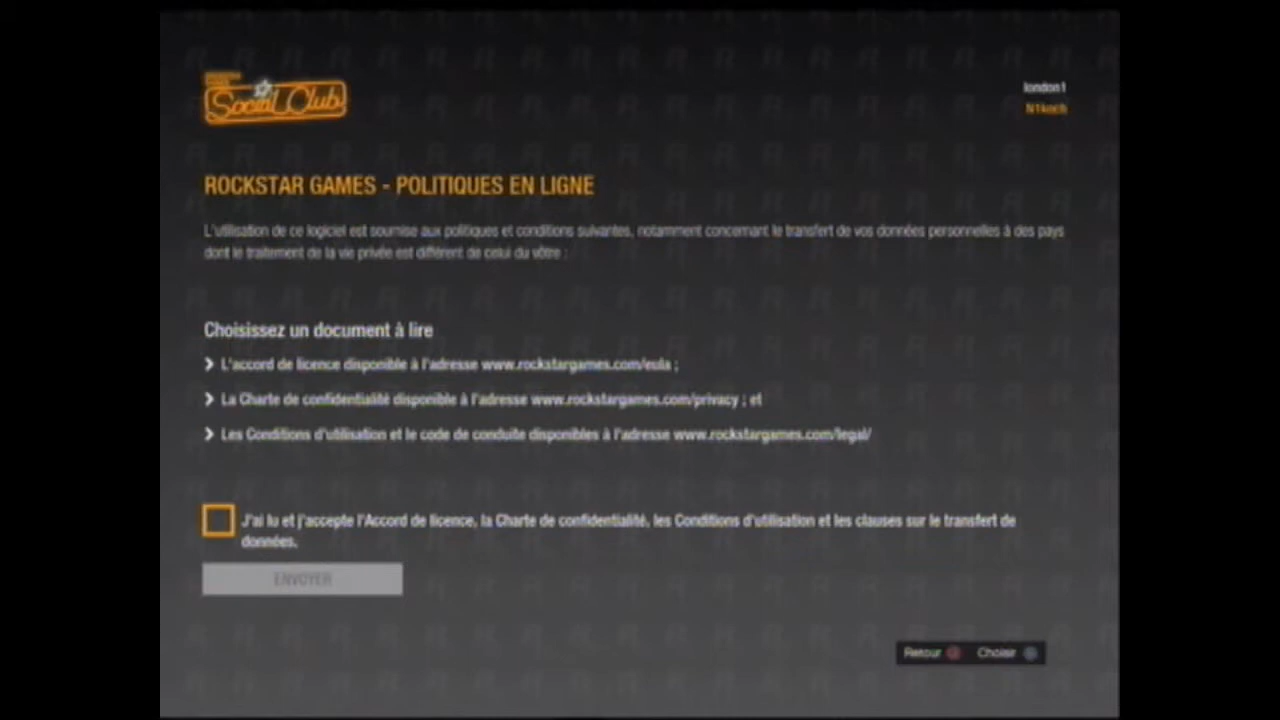 Social Club
london1
ROCKSTAR GAMES - POLITIQUES EN LIGNE
L'utilisation de ce logiciel est soumise aux politiques et conditions suivantes, notamment concernant le transfert de vos données personnelles à des pays
dont le traitement de la vie privée est différent de celui du vôtre :
Choisissez un document à lire
L'accord de licence disponible à l'adresse www.rockstargames.com/eula ;
La Charte de confidentialité disponible à l'adresse www.rockstargames.com/privacy ; et
Les Conditions d'utilisation et le code de conduite disponibles à l'adresse www.rockstargames.com/legal/
J'ai lu et j'accepte l'Accord de licence, la Charte de confidentialité, les Conditions d'utilisation et les clauses sur le transfert de
données.
ENVOYER
Retour Choisir